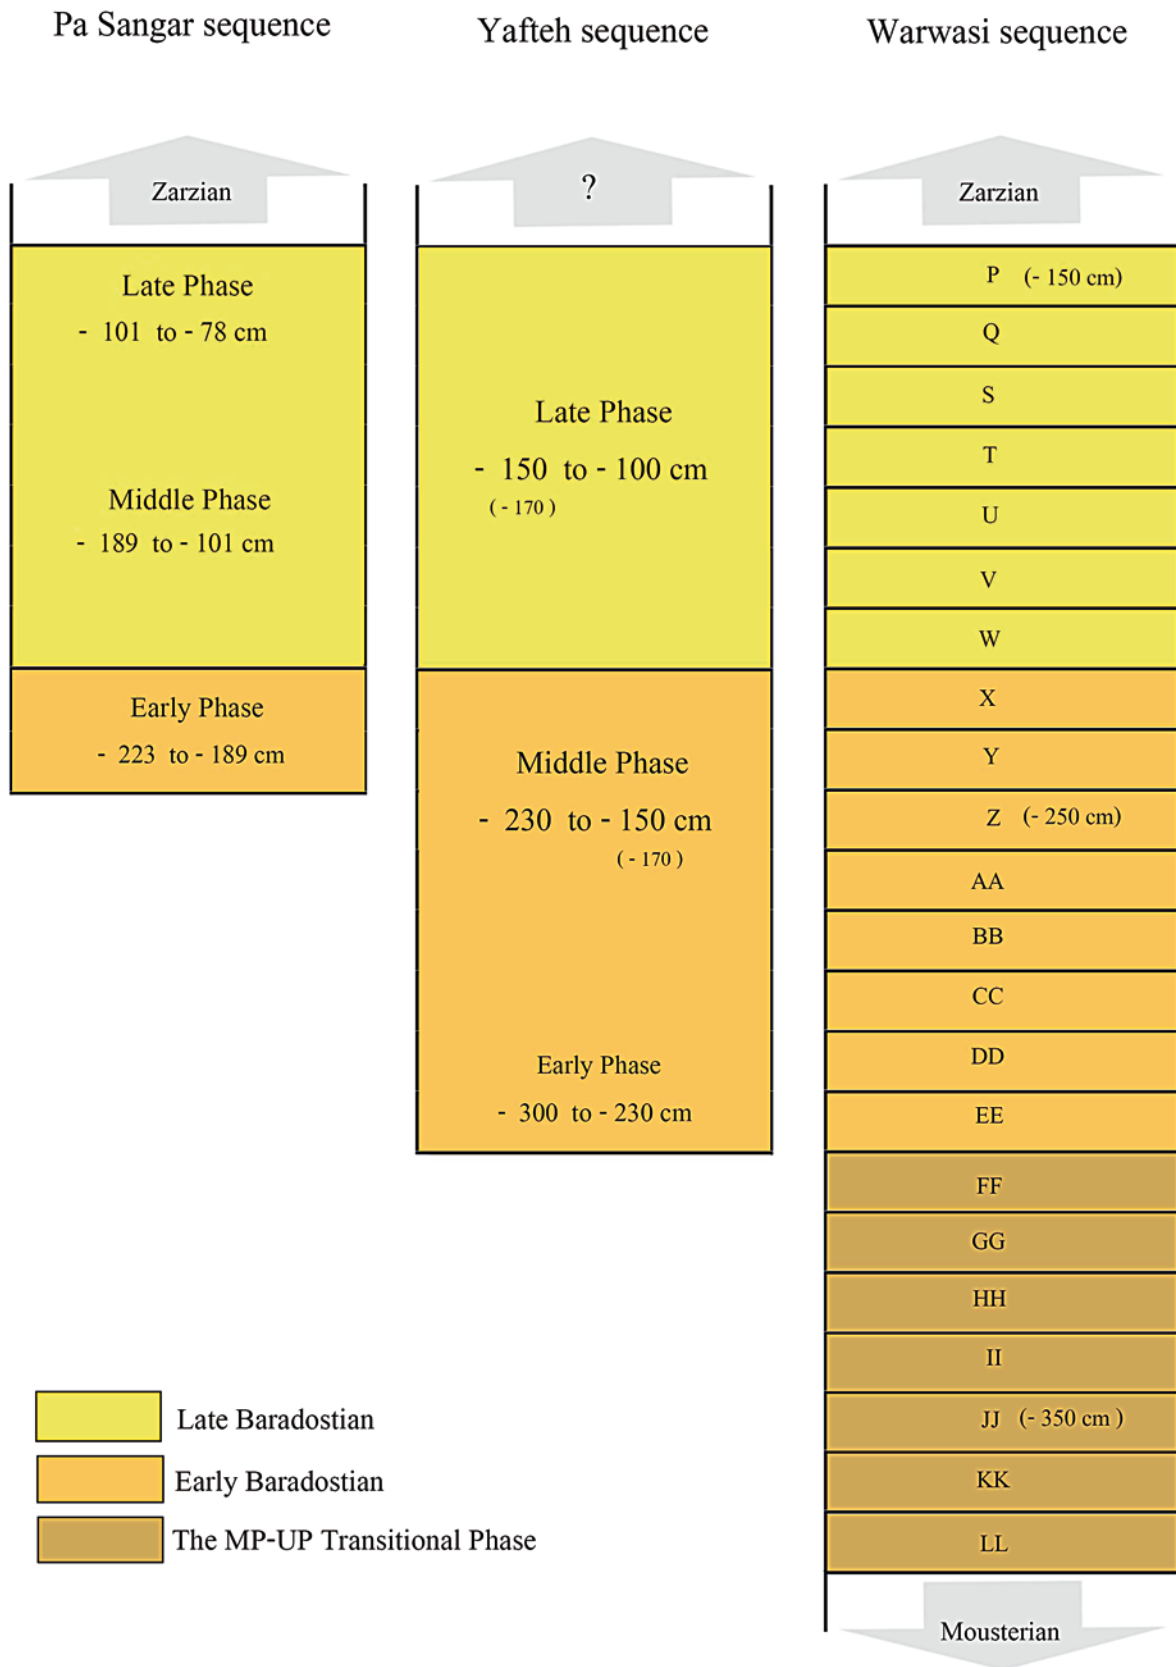 Pa Sangar sequence
Zarzian
Late Phase
- 101 to - 78 cm
Middle Phase
- 189 to - 101 cm
Early Phase
- 223 to - 189 cm
Yafteh sequence
?
Late Phase
- 150 to - 100 cm
( - 170 )
Middle Phase
- 230 to - 150 cm
( - 170 )
Early Phase
- 300 to - 230 cm
Warwasi sequence
Zarzian
P (- 150 cm)
Q
S
T
U
V
W
X
Y
Z (- 250 cm)
AA
BB
CC
DD
EE
FF
GG
HH
II
JJ (- 350 cm )
KK
LL
Mousterian
Late Baradostian
Early Baradostian
The MP-UP Transitional Phase